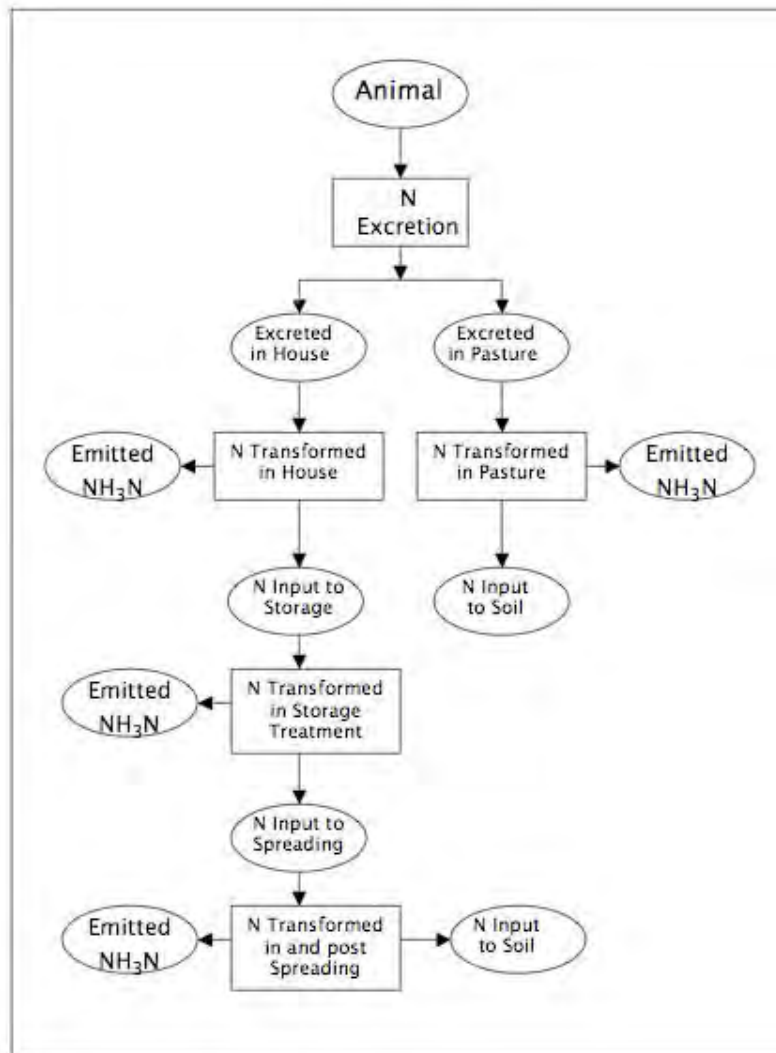 Animal
N
Excretion
Excreted
in House
Excreted
in Pasture
Emitted
NH₃N
N Transformed
in House
N Transformed
in Pasture
Emitted
NH₃N
N Input to
Storage
N Input
to Soil
Emitted
NH₃N
N Transformed
in Storage
Treatment
N Input to
Spreading
Emitted
NH₃N
N Transformed
in and post
Spreading
N Input
to Soil